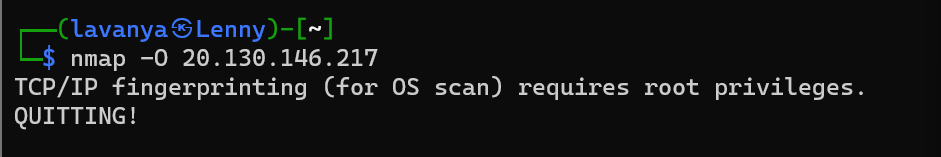 ┌──(lavanya㉿Lenny)-[~]
└─$ nmap -O 20.130.146.217
TCP/IP fingerprinting (for OS scan) requires root privileges.
QUITTING!